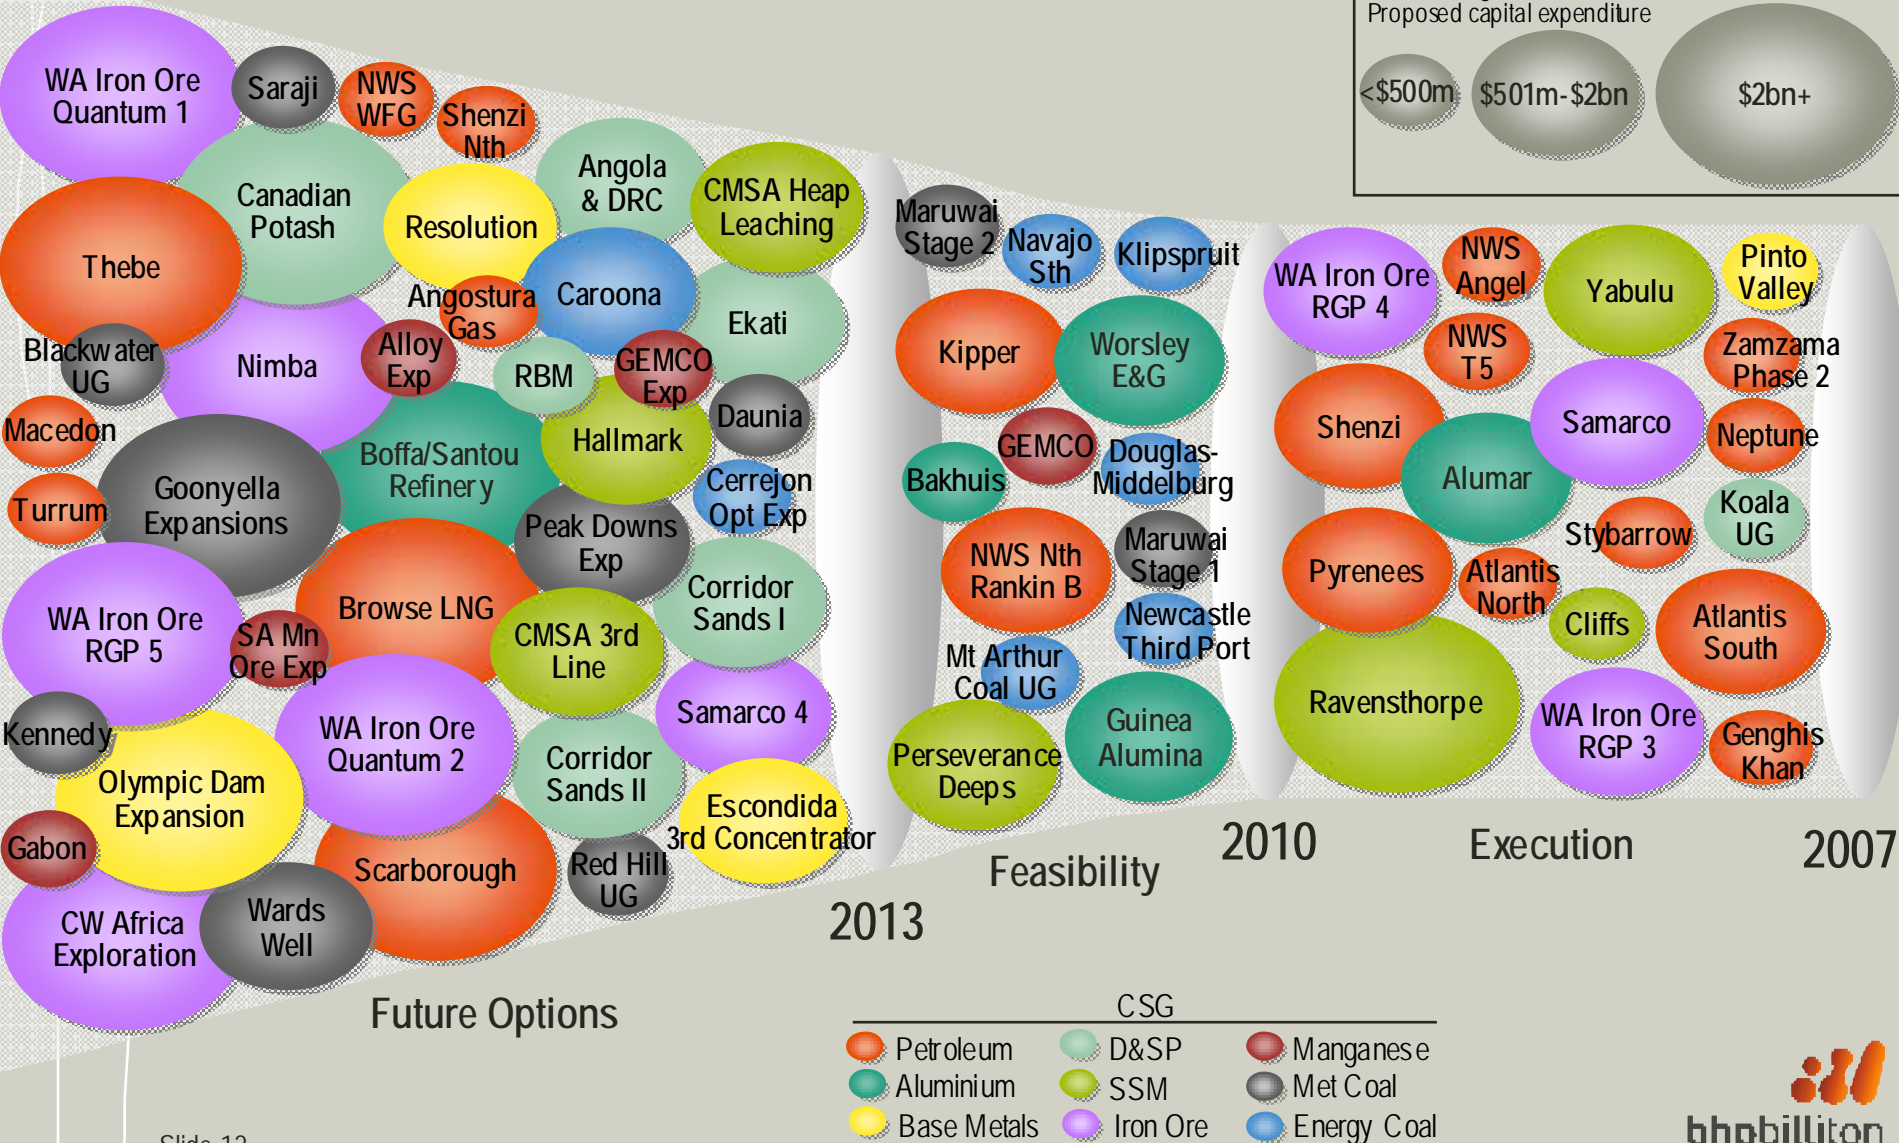 Proposed capital expenditure
<$500m
$501m-$2bn
$2bn+
WA Iron Ore
Quantum 1
Saraji
NWS
WFG
Shenzi
Nth
Canadian
Potash
Resolution
Angola
& DRC
CMSA Heap
Leaching
Thebe
Angostura
Gas
Caroona
Ekati
Blackwater
UG
Nimba
Alloy
Exp
RBM
GEMCO
Exp
Daunia
Macedon
Goonyella
Expansions
Boffa/Santou
Refinery
Hallmark
Cerrejon
Opt Exp
Turrum
Peak Downs
Exp
WA Iron Ore
RGP 5
SA Mn
Ore Exp
Browse LNG
CMSA 3rd
Line
Corridor
Sands I
Kennedy
WA Iron Ore
Quantum 2
Samarco 4
Olympic Dam
Expansion
Corridor
Sands II
Escondida
3rd Concentrator
Gabon
Scarborough
Red Hill
UG
CW Africa
Exploration
Wards
Well
Future Options
2013
Maruwai
Stage 2
Navajo
Sth
Klipspruit
Kipper
Worsley
E&G
GEMCO
Bakhuis
Douglas-
Middelburg
NWS Nth
Rankin B
Maruwai
Stage 1
Newcastle
Third Port
Mt Arthur
Coal UG
Perseverance
Deeps
Guinea
Alumina
Feasibility
2010
WA Iron Ore
RGP 4
NWS
Angel
Yabulu
Pinto
Valley
NWS
T5
Zamzama
Phase 2
Shenzi
Samarco
Neptune
Alumar
Koala
UG
Stybarrow
Pyrenees
Atlantis
North
Cliffs
Atlantis
South
Ravensthorpe
WA Iron Ore
RGP 3
Genghis
Khan
Execution
2007
CSG
Petroleum
D&SP
Manganese
Aluminium
SSM
Met Coal
Base Metals
Iron Ore
Energy Coal
Slide 12
bhpbilliton